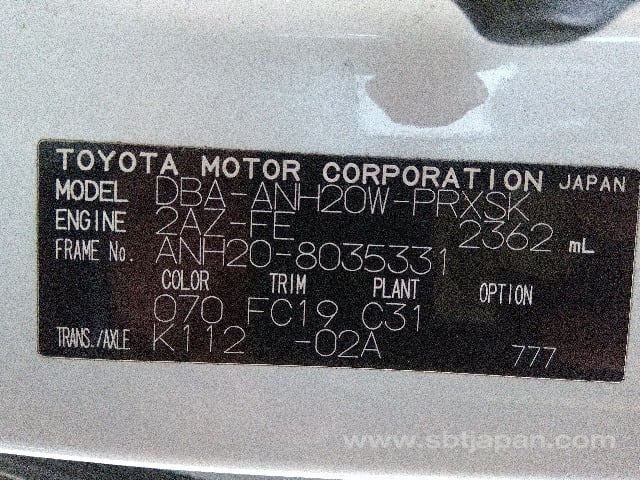 TOYOTA MOTOR CORPORATION JAPAN
MODEL DBA-ANH20W-PRXSK
ENGINE 2AZ-FE 2362 mL
FRAME No. ANH20-8035331
COLOR TRIM PLANT OPTION
070 FC19 C31
TRANS./AXLE K112 -02A 777
www.sbtjapan.com